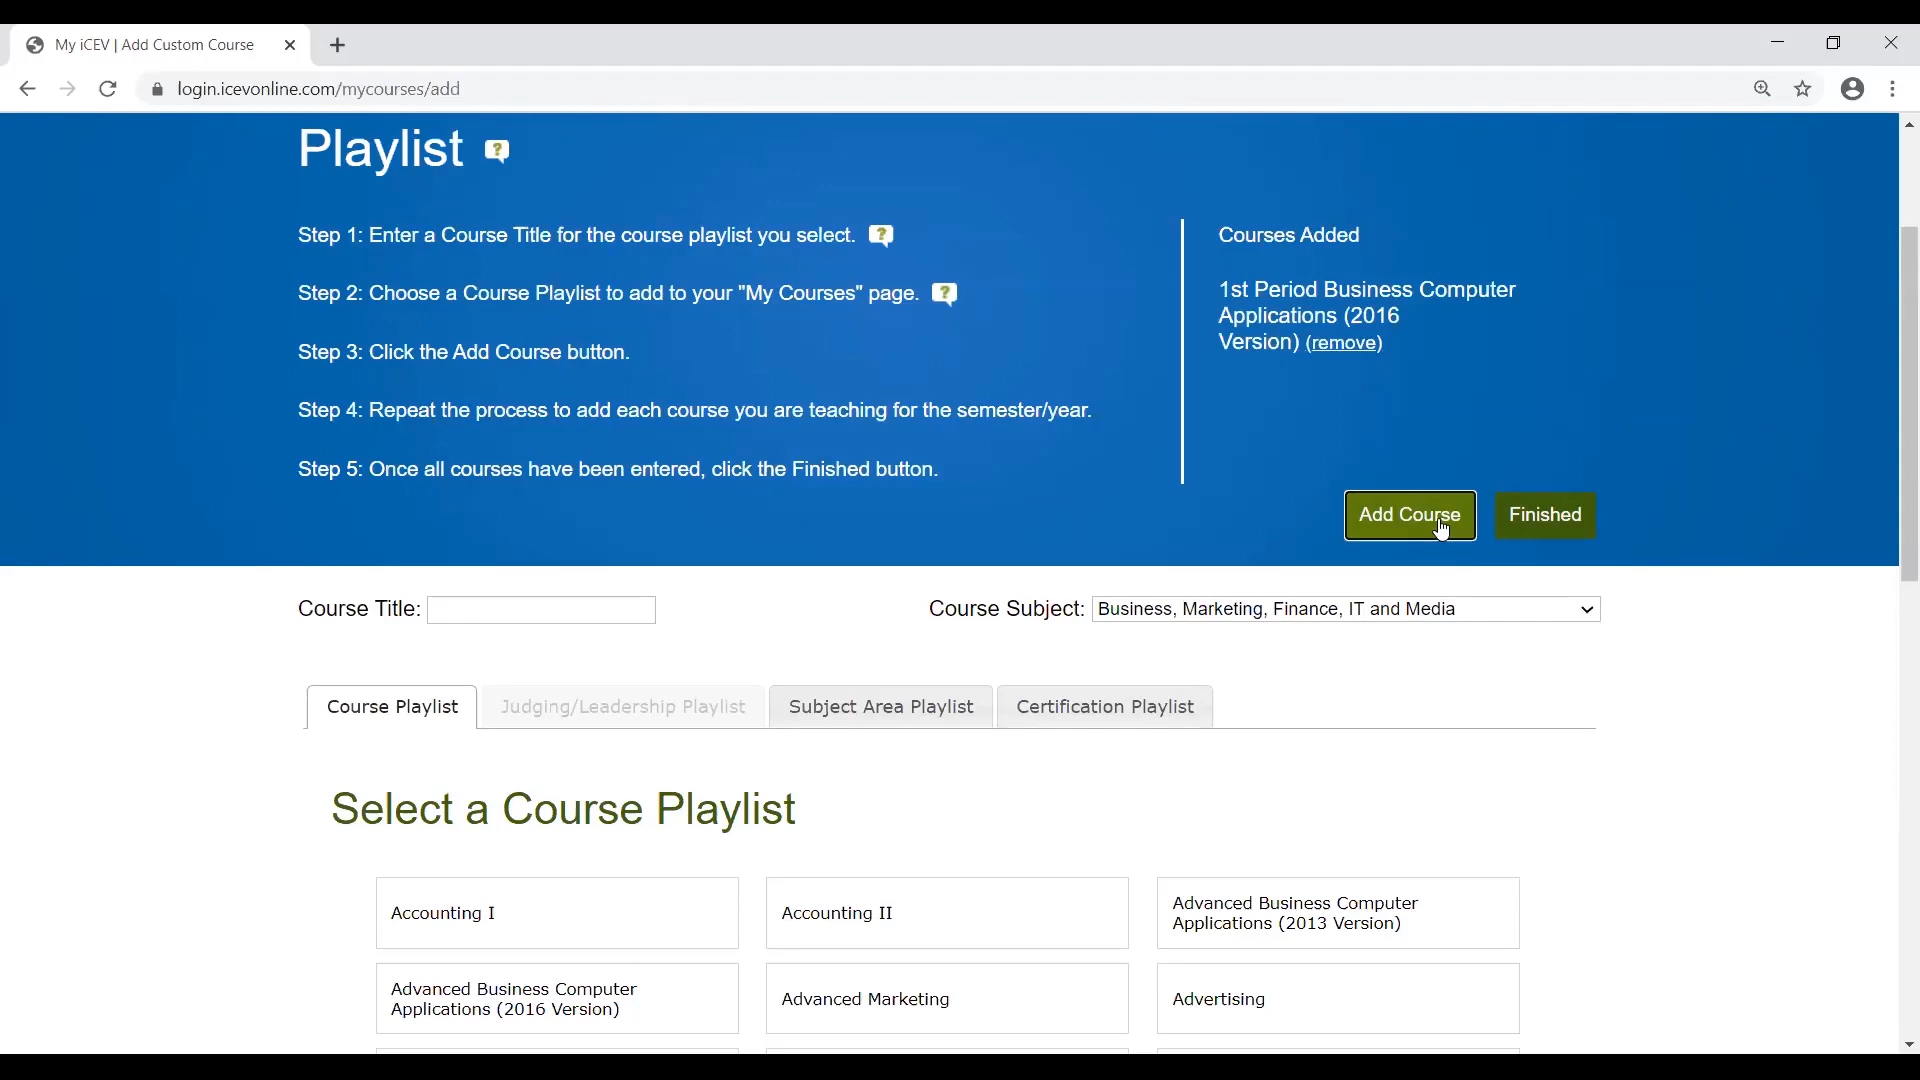 My iCEV | Add Custom Course
login.icevonline.com/mycourses/add
Playlist ?
Step 1: Enter a Course Title for the course playlist you select. ?
Step 2: Choose a Course Playlist to add to your "My Courses" page. ?
Step 3: Click the Add Course button.
Step 4: Repeat the process to add each course you are teaching for the semester/year.
Step 5: Once all courses have been entered, click the Finished button.
Courses Added
1st Period Business Computer
Applications (2016
Version) (remove)
Add Course
Finished
Course Title:
Course Subject: Business, Marketing, Finance, IT and Media
Course Playlist
Judging/Leadership Playlist
Subject Area Playlist
Certification Playlist
Select a Course Playlist
Accounting I
Accounting II
Advanced Business Computer
Applications (2013 Version)
Advanced Business Computer
Applications (2016 Version)
Advanced Marketing
Advertising